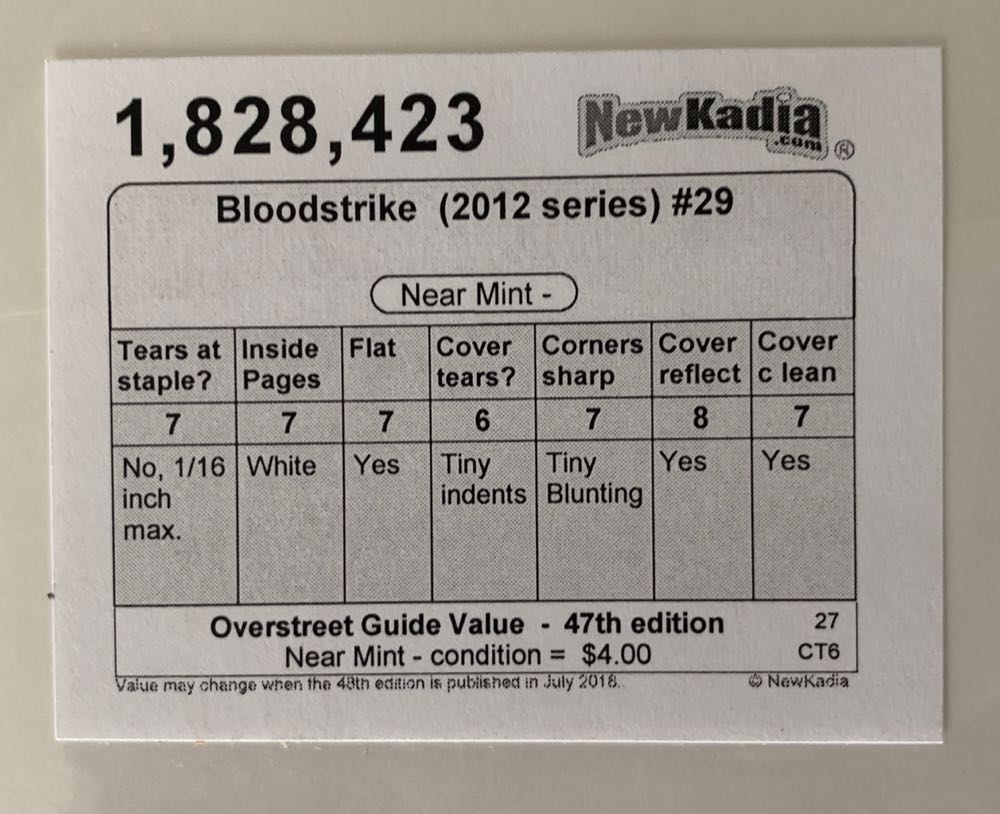 1,828,423
NewKadia
.com ®
Bloodstrike (2012 series) #29
Near Mint -
Tears at staple? Inside Pages Flat Cover tears? Corners sharp Cover reflect Cover c lean
7 7 7 6 7 8 7
No, 1/16 inch max. White Yes Tiny indents Tiny Blunting Yes Yes
Overstreet Guide Value - 47th edition 27
Near Mint - condition = $4.00 CT6
Value may change when the 48th edition is published in July 2018. © NewKadia